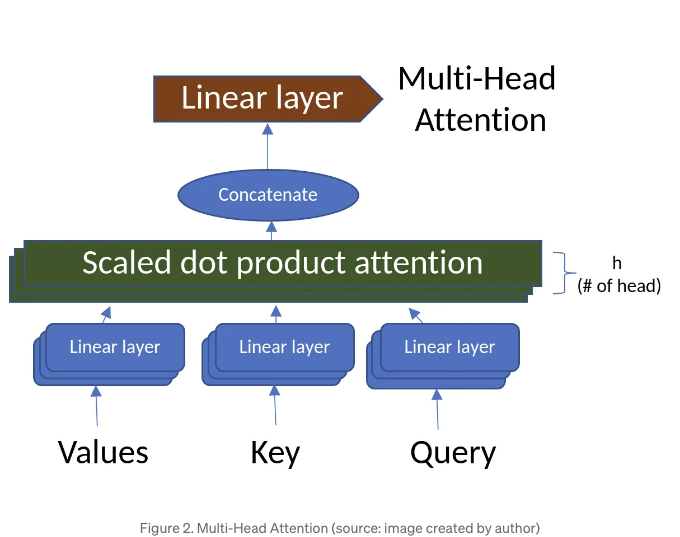 Linear layer
Multi-Head
Attention
Concatenate
Scaled dot product attention
h
(# of head)
Linear layer
Linear layer
Linear layer
Values
Key
Query
Figure 2. Multi-Head Attention (source: image created by author)